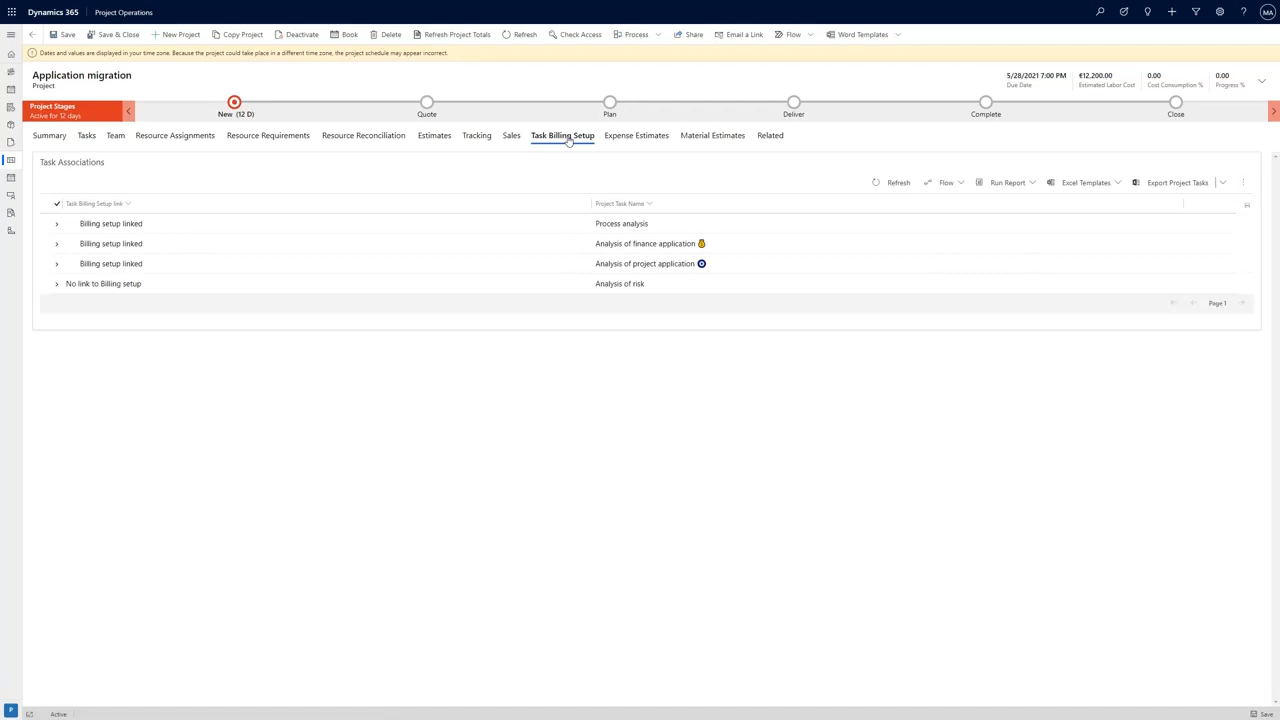 Dynamics 365 Project Operations MA
Save Save & Close New Project Copy Project Deactivate Book Delete Refresh Project Totals Refresh Check Access Process Share Email a Link Flow Word Templates
Dates and values are displayed in your time zone. Because the project could take place in a different time zone, the project schedule may appear incorrect.
Application migration
Project
5/28/2021 7:00 PM €12,200.00 0.00 0.00
Due Date Estimated Labor Cost Cost Consumption % Progress %
Project Stages
Active for 12 days
New (12 D) Quote Plan Deliver Complete Close
Summary Tasks Team Resource Assignments Resource Requirements Resource Reconciliation Estimates Tracking Sales Task Billing Setup Expense Estimates Material Estimates Related
Task Associations
Refresh Flow Run Report Excel Templates Export Project Tasks
Task Billing Setup link Project Task Name
Billing setup linked Process analysis
Billing setup linked Analysis of finance application
Billing setup linked Analysis of project application
No link to Billing setup Analysis of risk
Page 1
P Active Save